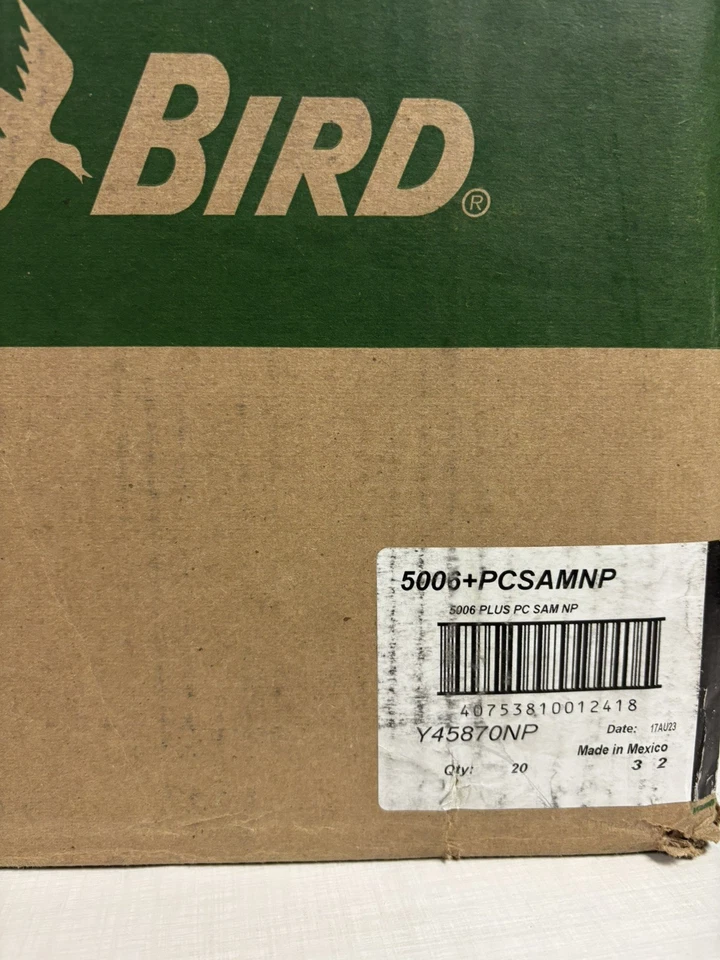 BIRD®
5006+PCSAMNP
5006 PLUS PC SAM NP
40753810012418
Y45870NP
Date: 17AU23
Made in Mexico
Qty: 20
3 2